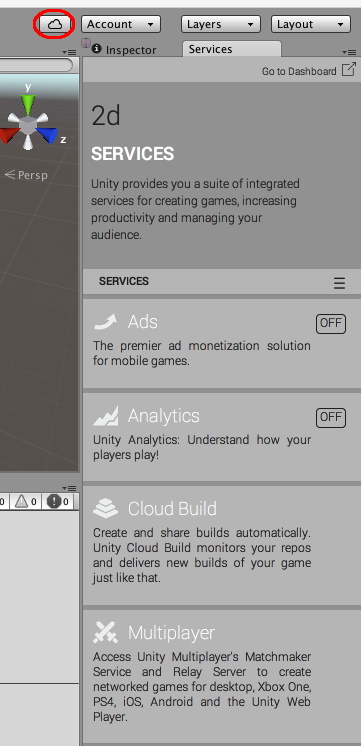 Account
Layers
Layout
Inspector
Services
Go to Dashboard
y
z
Persp
2d
SERVICES
Unity provides you a suite of integrated
services for creating games, increasing
productivity and managing your
audience.
SERVICES
Ads
OFF
The premier ad monetization solution
for mobile games.
Analytics
OFF
Unity Analytics: Understand how your
players play!
0
0
0
Cloud Build
Create and share builds automatically.
Unity Cloud Build monitors your repos
and delivers new builds of your game
just like that.
Multiplayer
Access Unity Multiplayer's Matchmaker
Service and Relay Server to create
networked games for desktop, Xbox One,
PS4, iOS, Android and the Unity Web
Player.